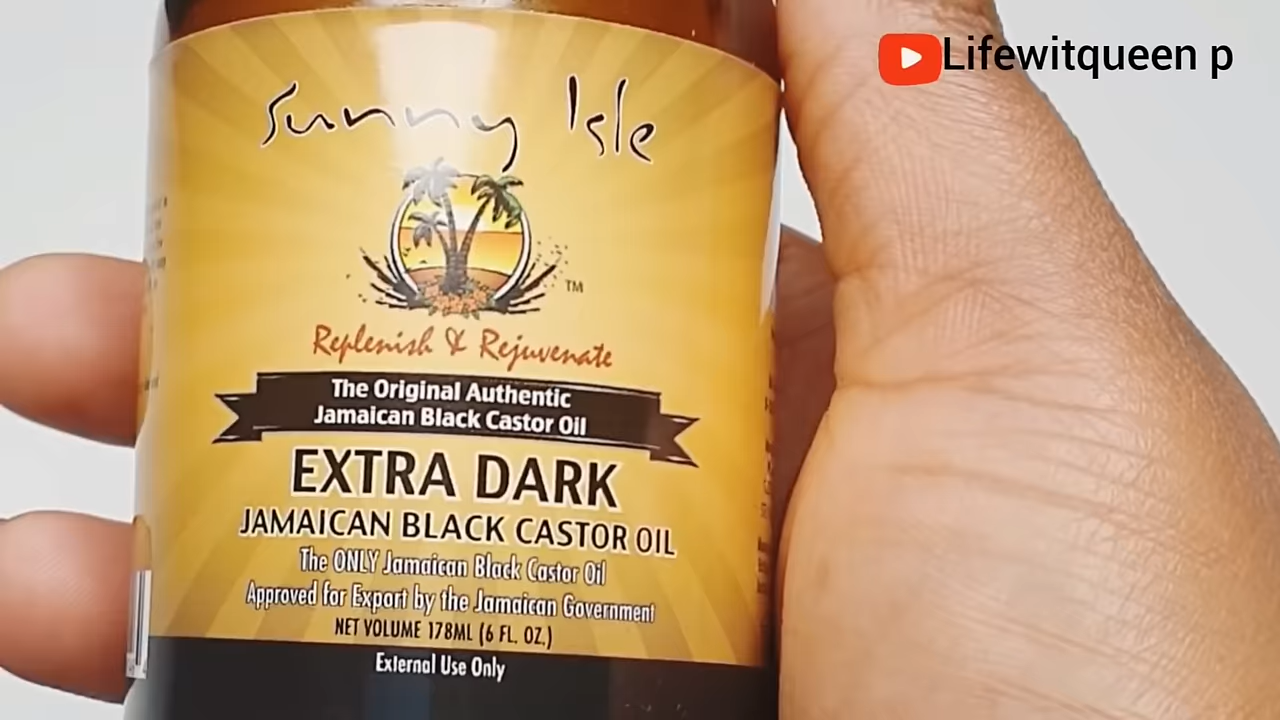 Lifewitqueen p
Sunny Isle
TM
Replenish & Rejuvenate
The Original Authentic
Jamaican Black Castor Oil
EXTRA DARK
JAMAICAN BLACK CASTOR OIL
The ONLY Jamaican Black Castor Oil
Approved for Export by the Jamaican Government
NET VOLUME 178ML (6 FL. OZ.)
External Use Only